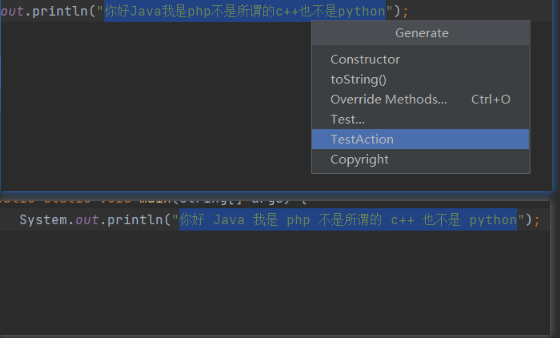 out.println("你好Java我是php不是所谓的c++也不是python");
Generate
Constructor
toString()
Override Methods... Ctrl+O
Test...
TestAction
Copyright
static void main(String[] args) {
System.out.println("你好 Java 我是 php 不是所谓的 c++ 也不是 python");